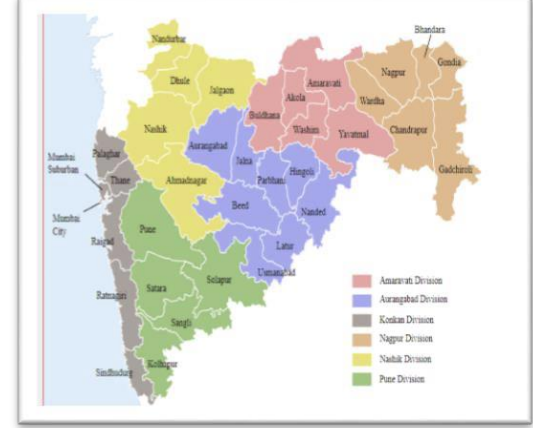 Bhandara
Nandurbar
Nagpur
Gondia
Dhule
Jalgaon
Amaravati
Akola
Wardha
Buldhana
Nashik
Washim
Yavatmal
Chandrapur
Aurangabad
Palaghar
Jalna
Mumbai
Suburban
Thane
Ahmadnagar
Parbhani
Hingoli
Gadchiroli
Beed
Nanded
Mumbai
City
Pune
Raigad
Latur
Usmanabad
Solapur
Satara
Ratnagiri
Sangli
Kolhapur
Sindhudurg
Amaravati Division
Aurangabad Division
Konkan Division
Nagpur Division
Nashik Division
Pune Division